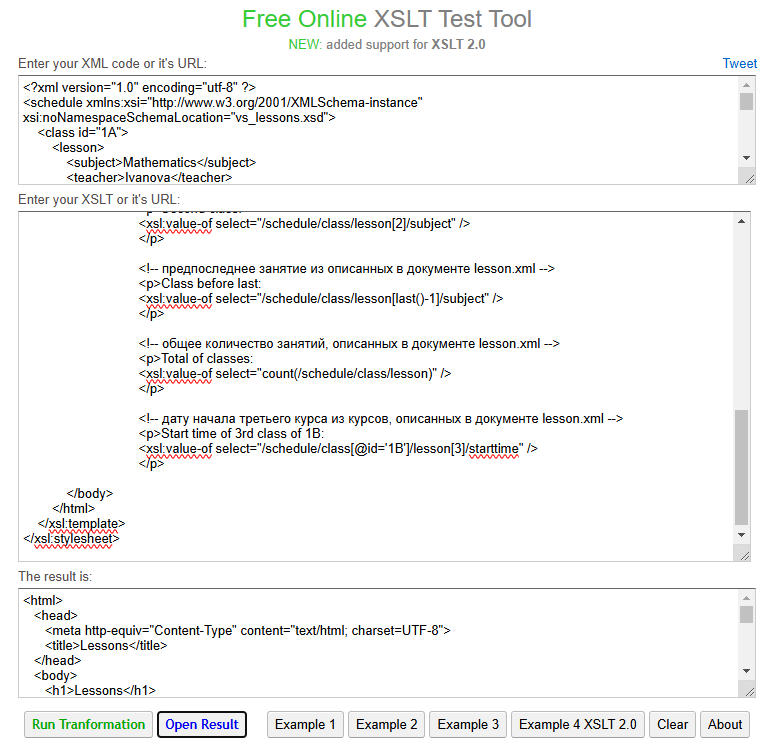 Free Online XSLT Test Tool
NEW: added support for XSLT 2.0
Enter your XML code or it's URL:
Tweet
<?xml version="1.0" encoding="utf-8" ?>
<schedule xmlns:xsi="http://www.w3.org/2001/XMLSchema-instance"
xsi:noNamespaceSchemaLocation="vs_lessons.xsd">
<class id="1A">
<lesson>
<subject>Mathematics</subject>
<teacher>Ivanova</teacher>
Enter your XSLT or it's URL:
<xsl:value-of select="/schedule/class/lesson[2]/subject" />
</p>
<!-- предпоследнее занятие из описанных в документе lesson.xml -->
<p>Class before last:
<xsl:value-of select="/schedule/class/lesson[last()-1]/subject" />
</p>
<!-- общее количество занятий, описанных в документе lesson.xml -->
<p>Total of classes:
<xsl:value-of select="count(/schedule/class/lesson)" />
</p>
<!-- дату начала третьего курса из курсов, описанных в документе lesson.xml -->
<p>Start time of 3rd class of 1B:
<xsl:value-of select="/schedule/class[@id='1B']/lesson[3]/starttime" />
</p>
</body>
</html>
</xsl:template>
</xsl:stylesheet>
The result is:
<html>
<head>
<meta http-equiv="Content-Type" content="text/html; charset=UTF-8">
<title>Lessons</title>
</head>
<body>
<h1>Lessons</h1>
Run Tranformation
Open Result
Example 1
Example 2
Example 3
Example 4 XSLT 2.0
Clear
About